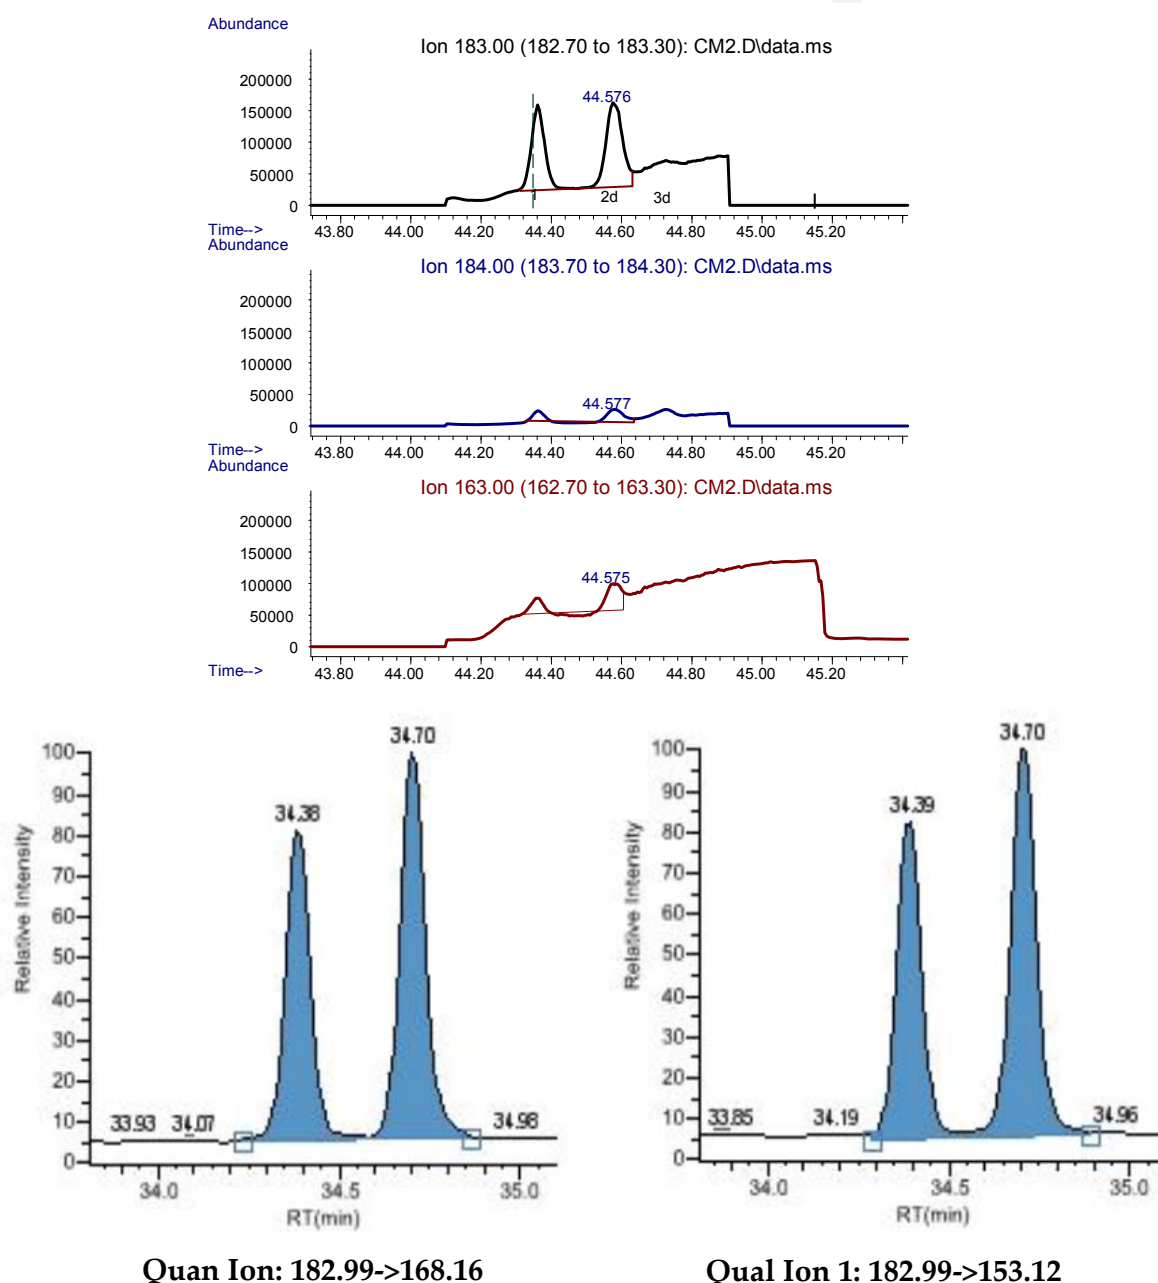 Abundance
Ion 183.00 (182.70 to 183.30): CM2.D\data.ms
200000
150000
100000
50000
0
44.576
2d
3d
43.80 44.00 44.20 44.40 44.60 44.80 45.00 45.20
Time-->
Abundance
Ion 184.00 (183.70 to 184.30): CM2.D\data.ms
200000
150000
100000
50000
0
44.577
43.80 44.00 44.20 44.40 44.60 44.80 45.00 45.20
Time-->
Abundance
Ion 163.00 (162.70 to 163.30): CM2.D\data.ms
200000
150000
100000
50000
0
44.575
43.80 44.00 44.20 44.40 44.60 44.80 45.00 45.20
Time-->
Relative Intensity
100
90
80
70
60
50
40
30
20
10
0
33.93 34.07 34.38 34.70 34.98
34.0 34.5 35.0
RT(min)
Quan Ion: 182.99->168.16
Relative Intensity
100
90
80
70
60
50
40
30
20
10
0
33.85 34.19 34.39 34.70 34.96
34.0 34.5 35.0
RT(min)
Qual Ion 1: 182.99->153.12